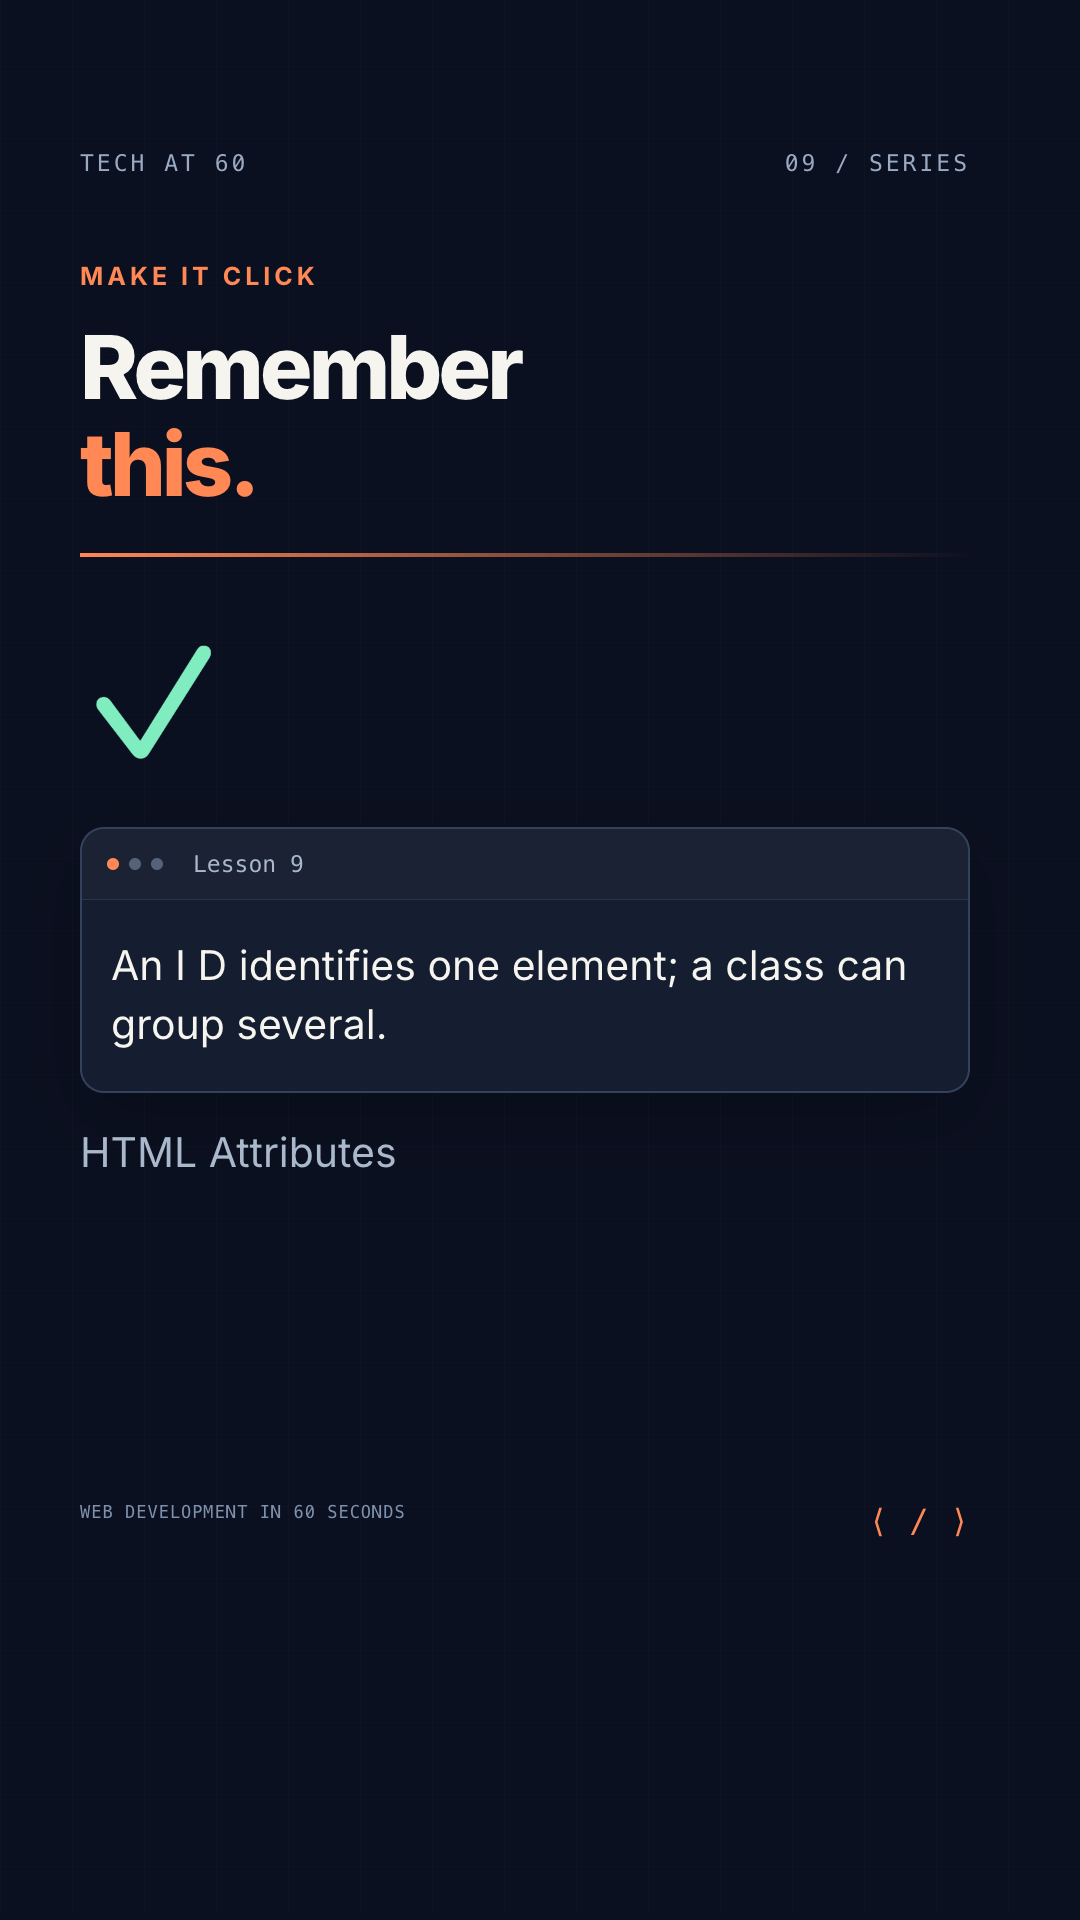 TECH AT 60
09 / SERIES
MAKE IT CLICK
Remember
this.
Lesson 9
An I D identifies one element; a class can
group several.
HTML Attributes
WEB DEVELOPMENT IN 60 SECONDS
⟨ / ⟩